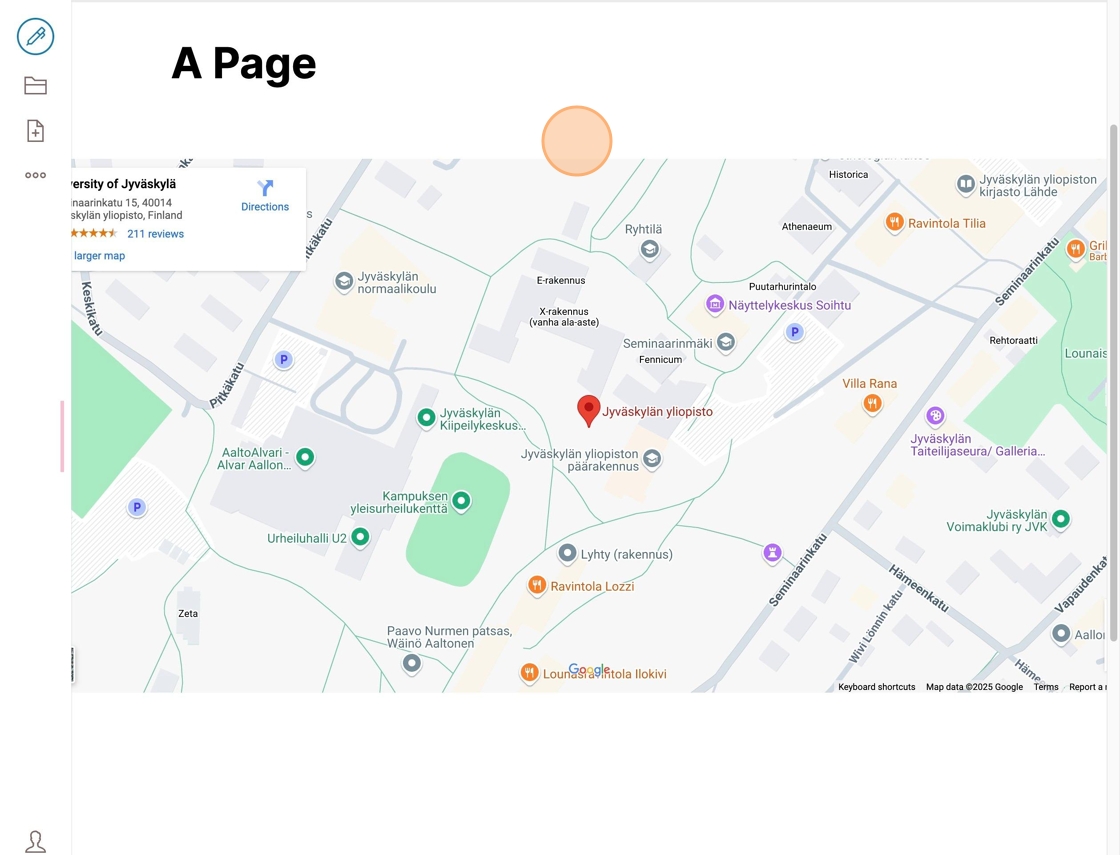 A Page
versity of Jyväskylä
inaarinkatu 15, 40014
skylän yliopisto, Finland
211 reviews
larger map
Directions
Historica
Jyväskylän yliopiston
kirjasto Lähde
Athenaeum
Ravintola Tilia
Ryhtilä
Gril
Barb
Pitkäkatu
Seminaarinkatu
Jyväskylän
normaalikoulu
E-rakennus
Puutarhurintalo
Keskikatu
Näyttelykeskus Soihtu
X-rakennus
(vanha ala-aste)
P
Seminaarinmäki
Rehtoraatti
Fennicum
Lounais
P
Pitkäkatu
Villa Rana
Jyväskylän
Kiipeilykeskus...
Jyväskylän yliopisto
Jyväskylän
Taiteilijaseura/ Galleria...
AaltoAlvari -
Alvar Aallon...
Jyväskylän yliopiston
päärakennus
Kampuksen
yleisurheilukenttä
P
Jyväskylän
Voimaklubi ry JVK
Urheiluhalli U2
Lyhty (rakennus)
Seminaarinkatu
Hämeenkatu
Vapaudenkat
Ravintola Lozzi
Zeta
Wivi Lönnin katu
Paavo Nurmen patsas,
Wäinö Aaltonen
Aallon
Häme
Google
Lounasravintola Ilokivi
Keyboard shortcuts
Map data ©2025 Google
Terms
Report a